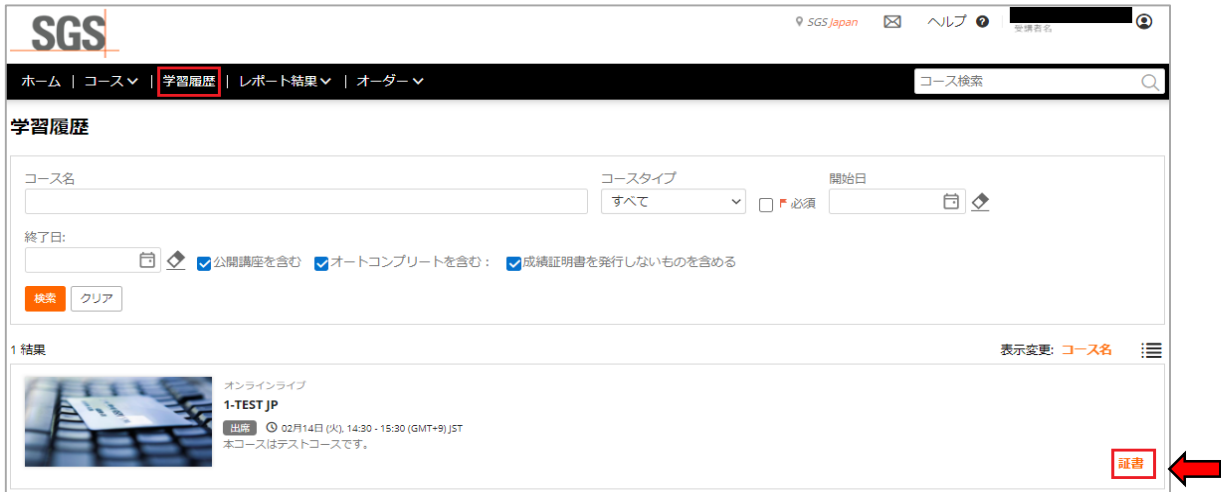 SGS
SGS Japan ヘルプ
受講者名
ホーム | コース | 学習履歴 | レポート結果 | オーダー
コース検索
学習履歴
コース名 コースタイプ 開始日
すべて 必須
終了日:
公開講座を含む オートコンプリートを含む: 成績証明書を発行しないものを含める
検索 クリア
1 結果 表示変更: コース名
オンラインライブ
1-TEST JP
出席 02月14日 (火), 14:30 - 15:30 (GMT+9) JST
本コースはテストコースです。
証書